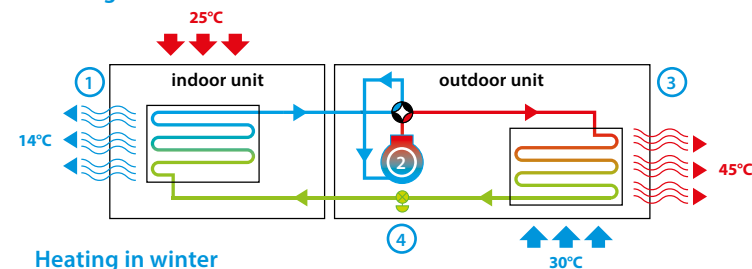 25°C
1
indoor unit
outdoor unit
3
14°C
2
45°C
4
30°C
Heating in winter